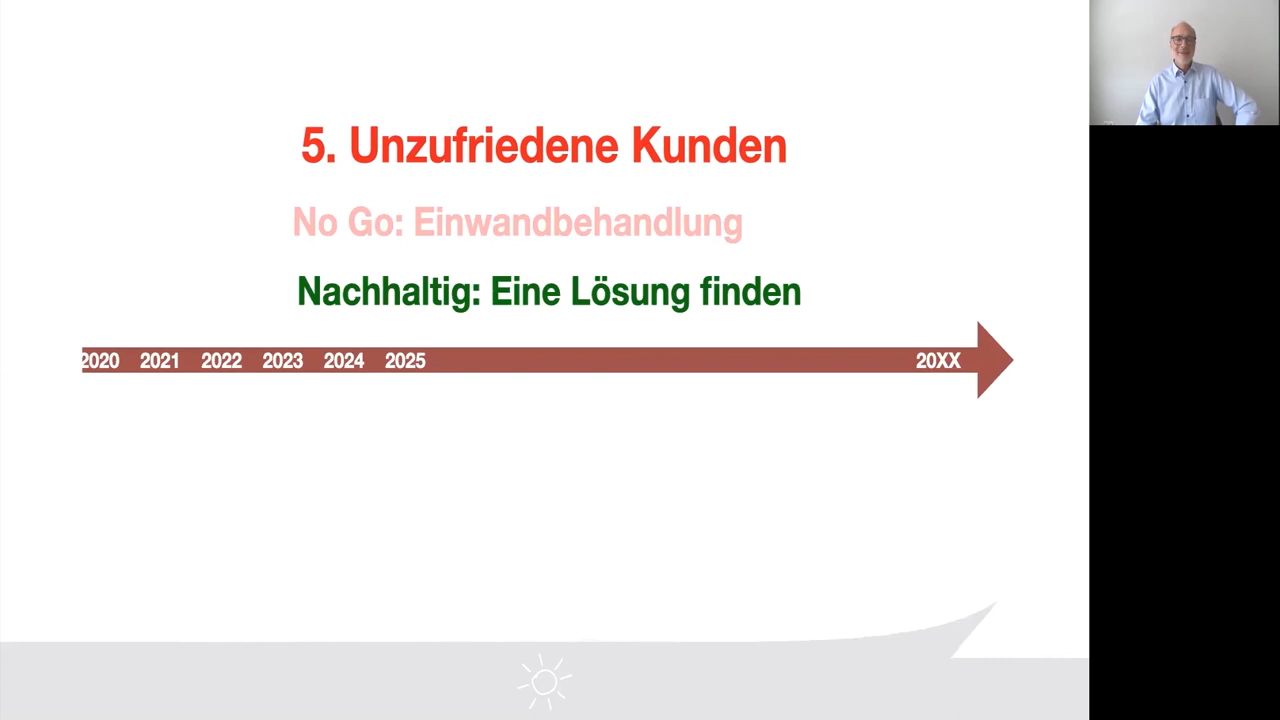 5. Unzufriedene Kunden
No Go: Einwandbehandlung
Nachhaltig: Eine Lösung finden
2020 2021 2022 2023 2024 2025 20XX